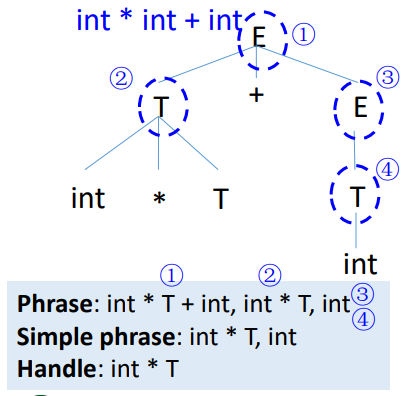 int * int + int
E ①
② T + E ③
int * T T ④
int
① ②
Phrase: int * T + int, int * T, int ③
④
Simple phrase: int * T, int
Handle: int * T